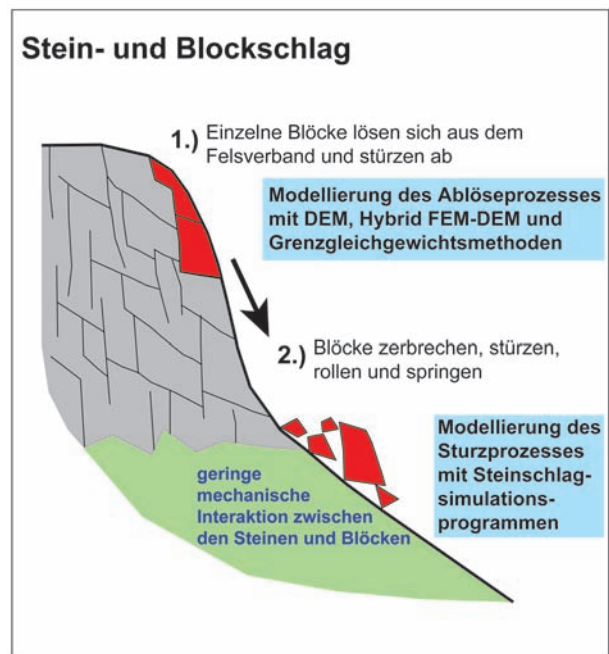 Stein- und Blockschlag
1.) Einzelne Blöcke lösen sich aus dem
Felsverband und stürzen ab
Modellierung des Ablöseprozesses
mit DEM, Hybrid FEM-DEM und
Grenzgleichgewichtsmethoden
2.) Blöcke zerbrechen, stürzen,
rollen und springen
Modellierung des
Sturzprozesses
mit Steinschlag-
simulations-
programmen
geringe
mechanische
Interaktion zwischen
den Steinen und Blöcken